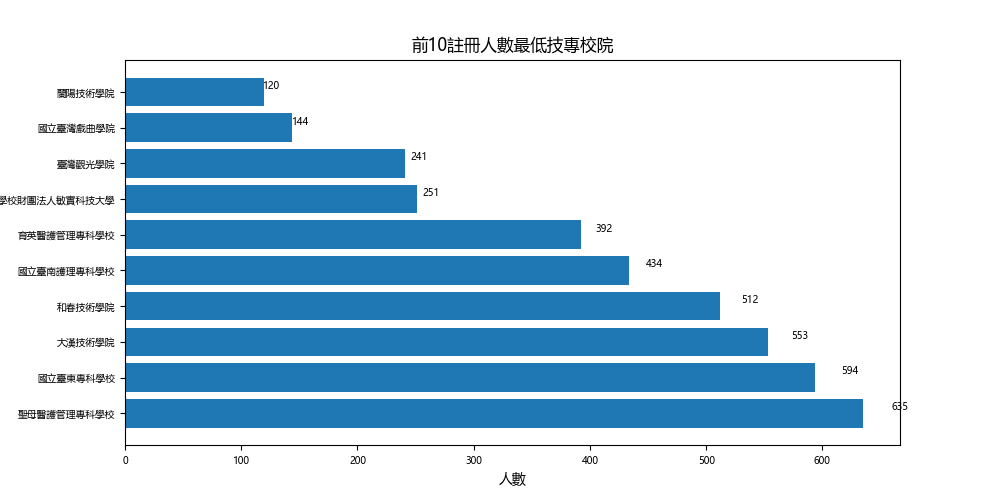 前10註冊人數最低技專校院
蘭陽技術學院 120
國立臺灣戲曲學院 144
臺灣觀光學院 241
學校財團法人敏實科技大學 251
育英醫護管理專科學校 392
國立臺南護理專科學校 434
和春技術學院 512
大漢技術學院 553
國立臺東專科學校 594
聖母醫護管理專科學校 635
0 100 200 300 400 500 600
人數